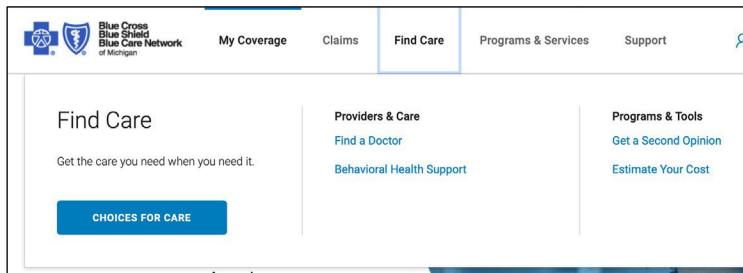 Blue Cross
Blue Shield
Blue Care Network
of Michigan
My Coverage
Claims
Find Care
Programs & Services
Support
Find Care
Get the care you need when you need it.
CHOICES FOR CARE
Providers & Care
Find a Doctor
Behavioral Health Support
Programs & Tools
Get a Second Opinion
Estimate Your Cost